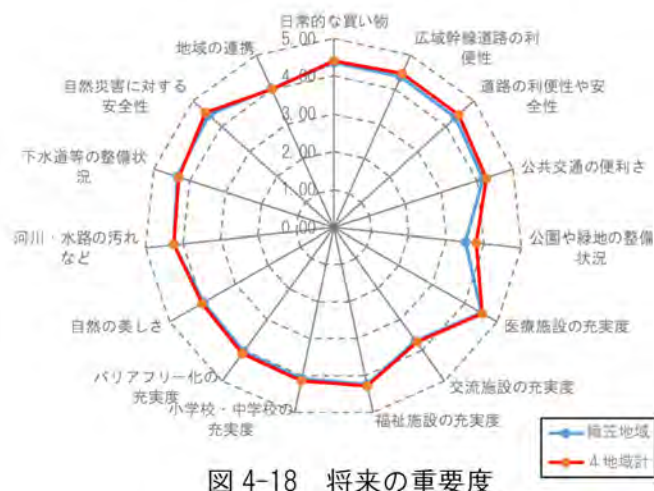 日常的な買い物
5.00
4.00
3.00
2.00
1.00
0.00
広域幹線道路の利
便性
道路の利便性や安
全性
公共交通の便利さ
公園や緑地の整備
状況
医療施設の充実度
交流施設の充実度
福祉施設の充実度
小学校・中学校の
充実度
バリアフリー化の
充実度
自然の美しさ
河川・水路の汚れ
など
下水道等の整備状
況
自然災害に対する
安全性
地域の連携
織笠地域
4地域計
図 4-18 将来の重要度